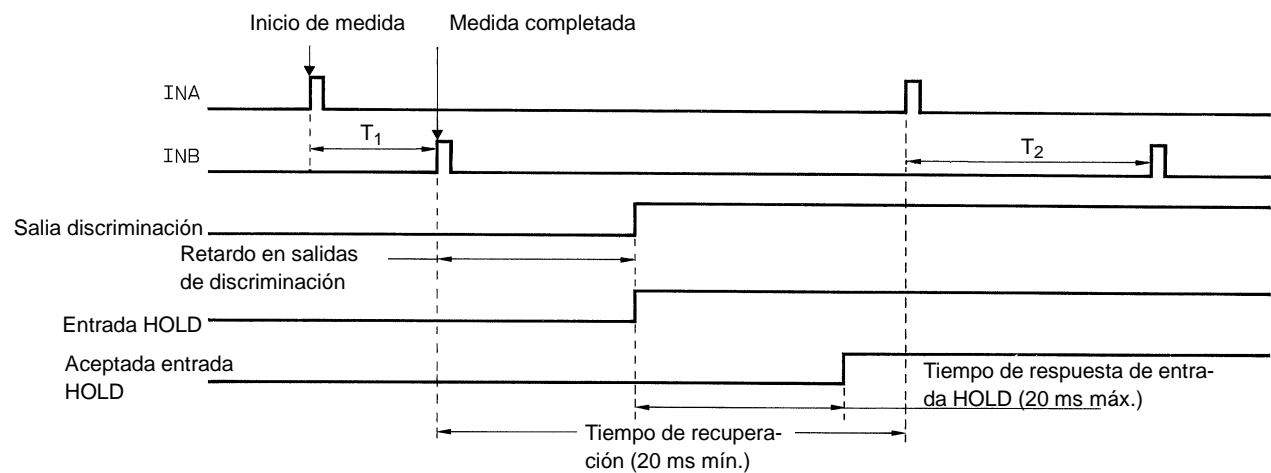 Inicio de medida
Medida completada
INA
T1
INB
T2
Salia discriminación
Retardo en salidas
de discriminación
Entrada HOLD
Aceptada entrada
HOLD
Tiempo de respuesta de entra-
da HOLD (20 ms máx.)
Tiempo de recupera-
ción (20 ms mín.)